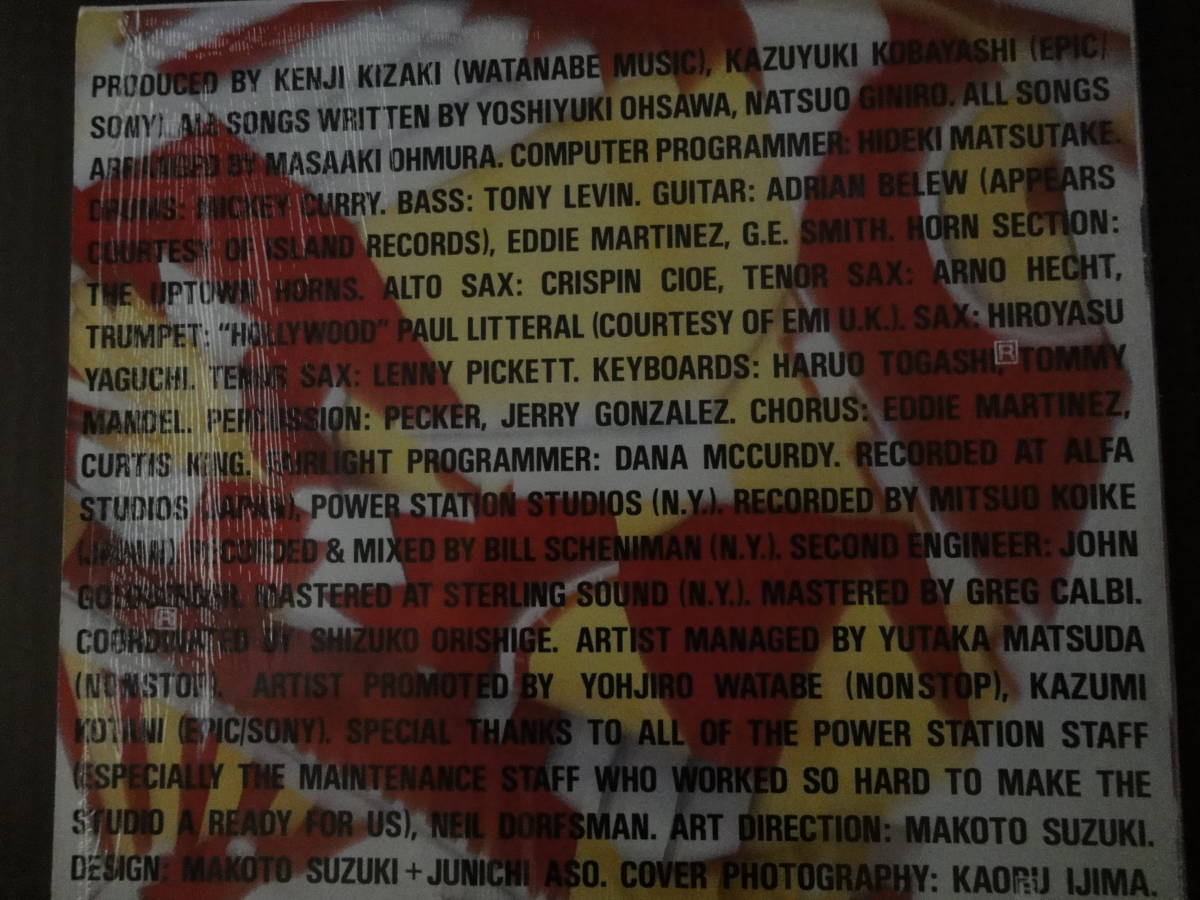 PRODUCED BY KENJI KIZAKI (WATANABE MUSIC), KAZUYUKI KOBAYASHI (EPIC/
SONY). ALL SONGS WRITTEN BY YOSHIYUKI OHSAWA, NATSUO GINIRO. ALL SONGS
ARRANGED BY MASAAKI OHMURA. COMPUTER PROGRAMMER: HIDEKI MATSUTAKE.
DRUMS: MICKEY CURRY. BASS: TONY LEVIN. GUITAR: ADRIAN BELEW (APPEARS
COURTESY OF ISLAND RECORDS), EDDIE MARTINEZ, G.E. SMITH. HORN SECTION:
THE UPTOWN HORNS. ALTO SAX: CRISPIN CIOE, TENOR SAX: ARNO HECHT,
TRUMPET: "HOLLYWOOD" PAUL LITTERAL (COURTESY OF EMI U.K.). SAX: HIROYASU
YAGUCHI. TENOR SAX: LENNY PICKETT. KEYBOARDS: HARUO TOGASHI, TOMMY
MANDEL. PERCUSSION: PECKER, JERRY GONZALEZ. CHORUS: EDDIE MARTINEZ,
CURTIS KING. FAIRLIGHT PROGRAMMER: DANA MCCURDY. RECORDED AT ALFA
STUDIOS (JAPAN), POWER STATION STUDIOS (N.Y.). RECORDED BY MITSUO KOIKE
(JAPAN). RECORDED & MIXED BY BILL SCHENIMAN (N.Y.). SECOND ENGINEER: JOHN
MASTERED AT STERLING SOUND (N.Y.). MASTERED BY GREG CALBI.
COORDINATED BY SHIZUKO ORISHIGE. ARTIST MANAGED BY YUTAKA MATSUDA
(NONSTOP). ARTIST PROMOTED BY YOHJIRO WATABE (NONSTOP), KAZUMI
KOTANI (EPIC/SONY). SPECIAL THANKS TO ALL OF THE POWER STATION STAFF
(ESPECIALLY THE MAINTENANCE STAFF WHO WORKED SO HARD TO MAKE THE
STUDIO A READY FOR US), NEIL DORFSMAN. ART DIRECTION: MAKOTO SUZUKI.
DESIGN: MAKOTO SUZUKI + JUNICHI ASO. COVER PHOTOGRAPHY: KAORU IJIMA.